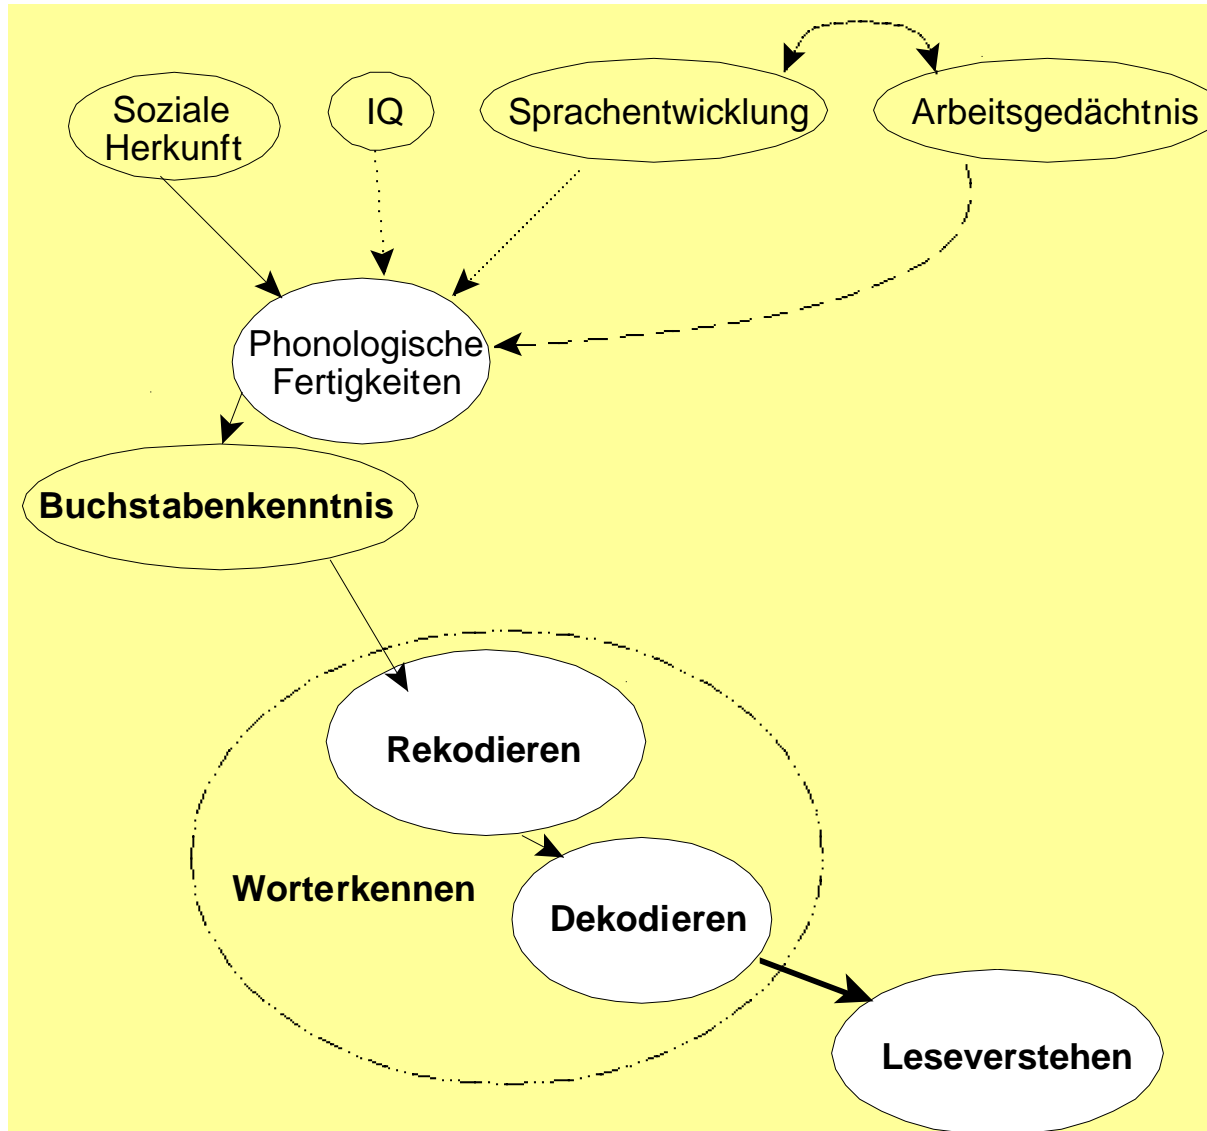 Soziale
Herkunft
IQ
Sprachentwicklung
Arbeitsgedächtnis
Phonologische
Fertigkeiten
Buchstabenkenntnis
Rekodieren
Worterkennen
Dekodieren
Leseverstehen